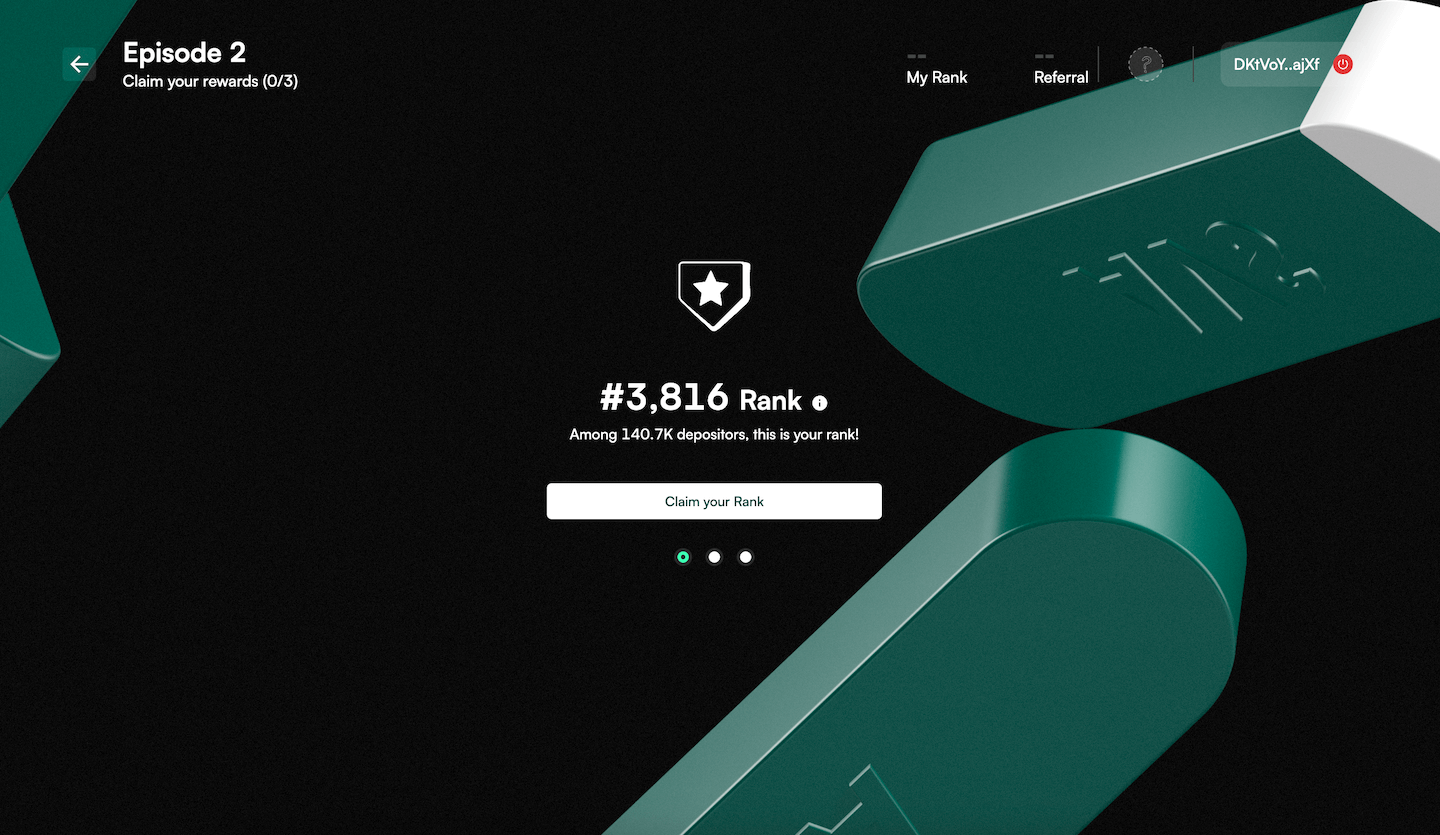 Episode 2
Claim your rewards (0/3)
--
My Rank
--
Referral
?
DKtVoY..ajXf
#3,816 Rank
Among 140.7K depositors, this is your rank!
Claim your Rank